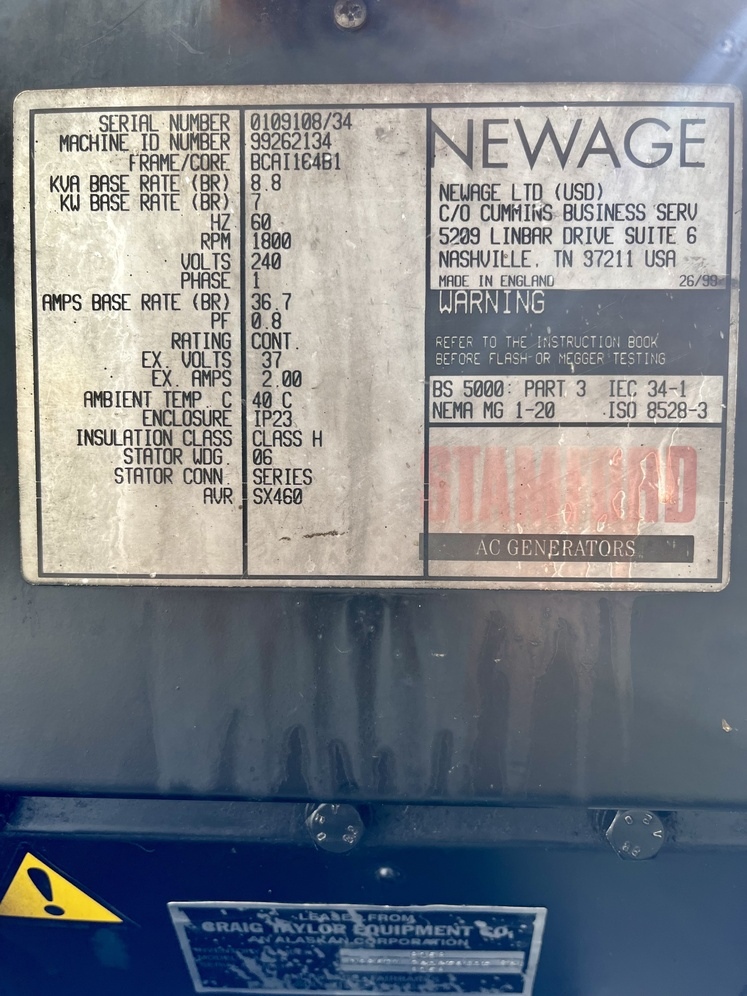 SERIAL NUMBER 0109108/34
MACHINE ID NUMBER 99262134
FRAME/CORE BCAI164B1
KVA BASE RATE (BR) 8.8
KW BASE RATE (BR) 7
HZ 60
RPM 1800
VOLTS 240
PHASE 1
AMPS BASE RATE (BR) 36.7
PF 0.8
RATING CONT.
EX. VOLTS 37
EX. AMPS 2.00
AMBIENT TEMP. C 40 C
ENCLOSURE IP23
INSULATION CLASS CLASS H
STATOR WDG. 06
STATOR CONN. SERIES
AVR SX460
NEWAGE
NEWAGE LTD (USD)
C/O CUMMINS BUSINESS SERV
5209 LINBAR DRIVE SUITE 6
NASHVILLE. TN 37211 USA
MADE IN ENGLAND 26/99
WARNING
REFER TO THE INSTRUCTION BOOK
BEFORE FLASH OR MEGGER TESTING
BS 5000: PART 3 IEC 34-1
NEMA MG 1-20 ISO 8528-3
STAMFORD
AC GENERATORS
LEASED FROM
CRAIG TAYLOR EQUIPMENT CO.
AN ALASKAN CORPORATION